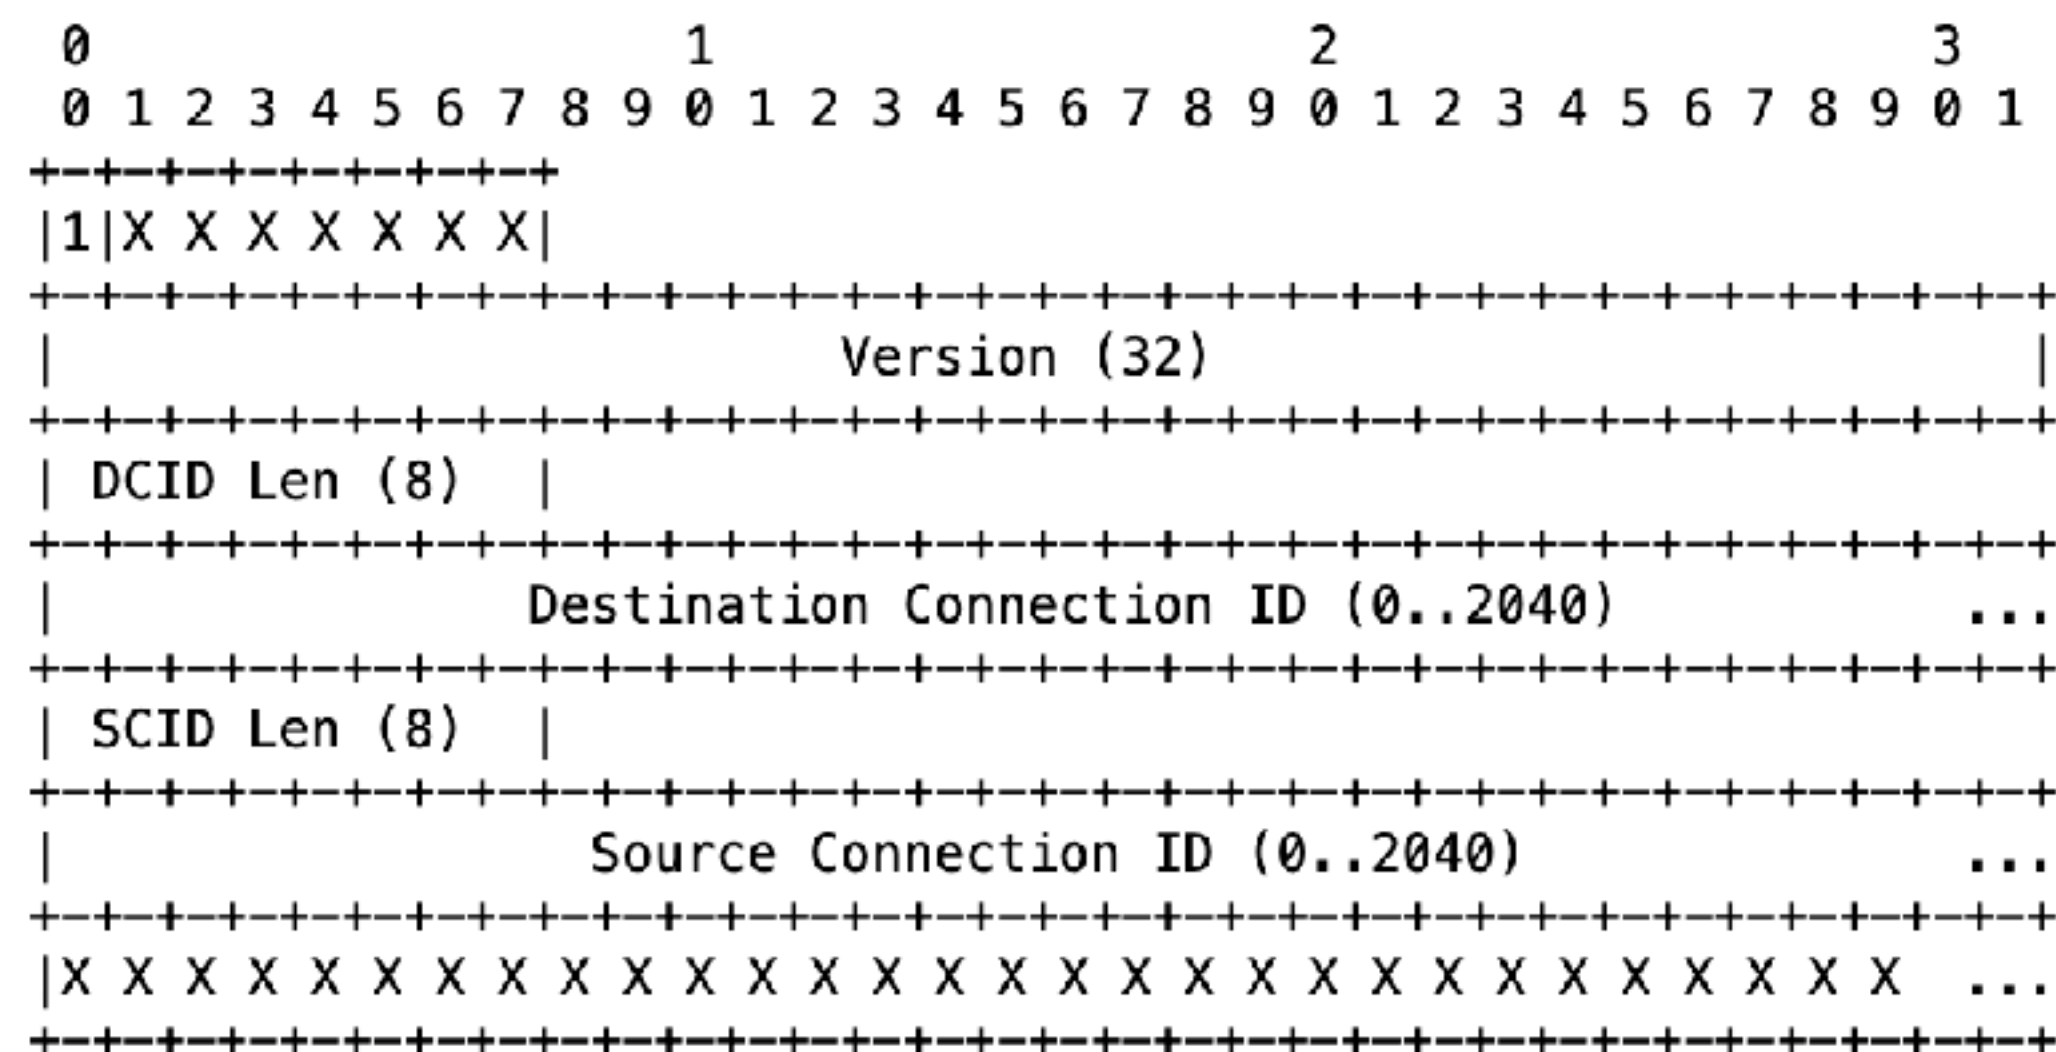 0                   1                   2                   3
 0 1 2 3 4 5 6 7 8 9 0 1 2 3 4 5 6 7 8 9 0 1 2 3 4 5 6 7 8 9 0 1
+-+-+-+-+-+-+-+-+
|1|X X X X X X X|
+-+-+-+-+-+-+-+-+-+-+-+-+-+-+-+-+-+-+-+-+-+-+-+-+-+-+-+-+-+-+-+-+
|                         Version (32)                          |
+-+-+-+-+-+-+-+-+-+-+-+-+-+-+-+-+-+-+-+-+-+-+-+-+-+-+-+-+-+-+-+-+
| DCID Len (8)  |
+-+-+-+-+-+-+-+-+-+-+-+-+-+-+-+-+-+-+-+-+-+-+-+-+-+-+-+-+-+-+-+-+
|               Destination Connection ID (0..2040)           ...
+-+-+-+-+-+-+-+-+-+-+-+-+-+-+-+-+-+-+-+-+-+-+-+-+-+-+-+-+-+-+-+-+
| SCID Len (8)  |
+-+-+-+-+-+-+-+-+-+-+-+-+-+-+-+-+-+-+-+-+-+-+-+-+-+-+-+-+-+-+-+-+
|                 Source Connection ID (0..2040)              ...
+-+-+-+-+-+-+-+-+-+-+-+-+-+-+-+-+-+-+-+-+-+-+-+-+-+-+-+-+-+-+-+-+
|X X X X X X X X X X X X X X X X X X X X X X X X X X X X X X  ...
+-+-+-+-+-+-+-+-+-+-+-+-+-+-+-+-+-+-+-+-+-+-+-+-+-+-+-+-+-+-+-+-+